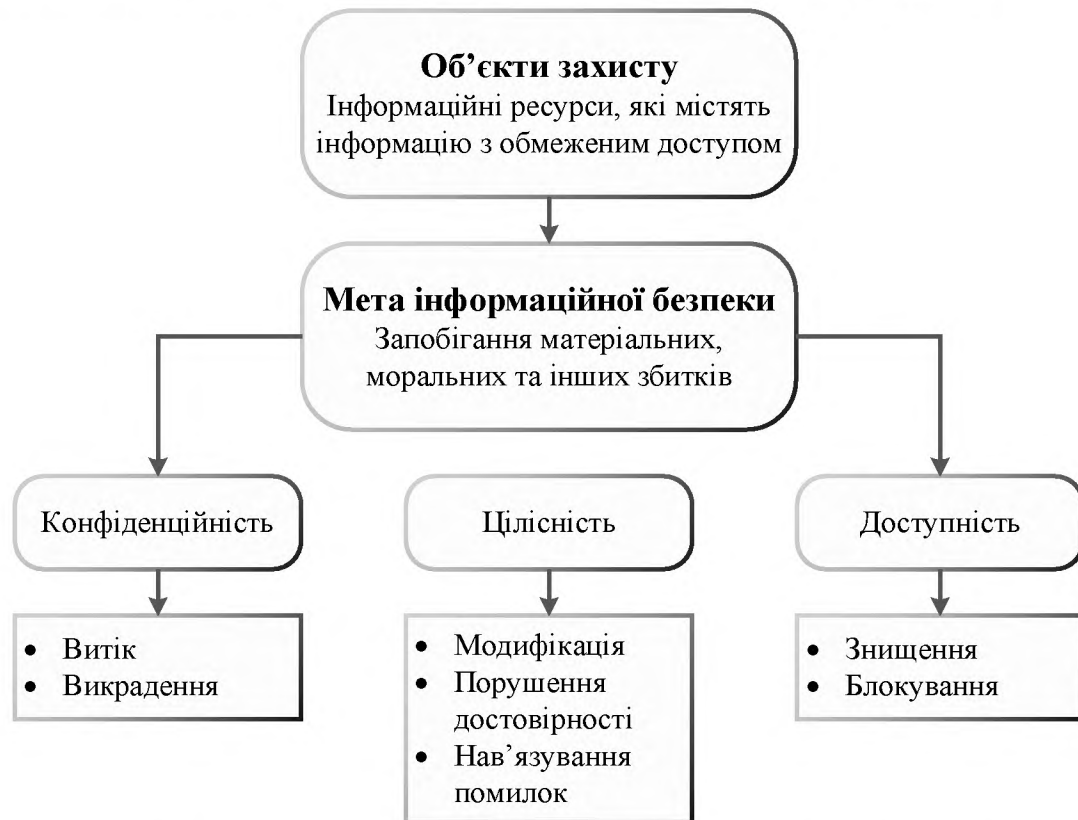 Об’єкти захисту
Інформаційні ресурси, які містять
інформацію з обмеженим доступом
Мета інформаційної безпеки
Запобігання матеріальних,
моральних та інших збитків
Конфіденційність
Цілісність
Доступність
• Витік
• Викрадення
• Модифікація
• Порушення
достовірності
• Нав’язування
помилок
• Знищення
• Блокування